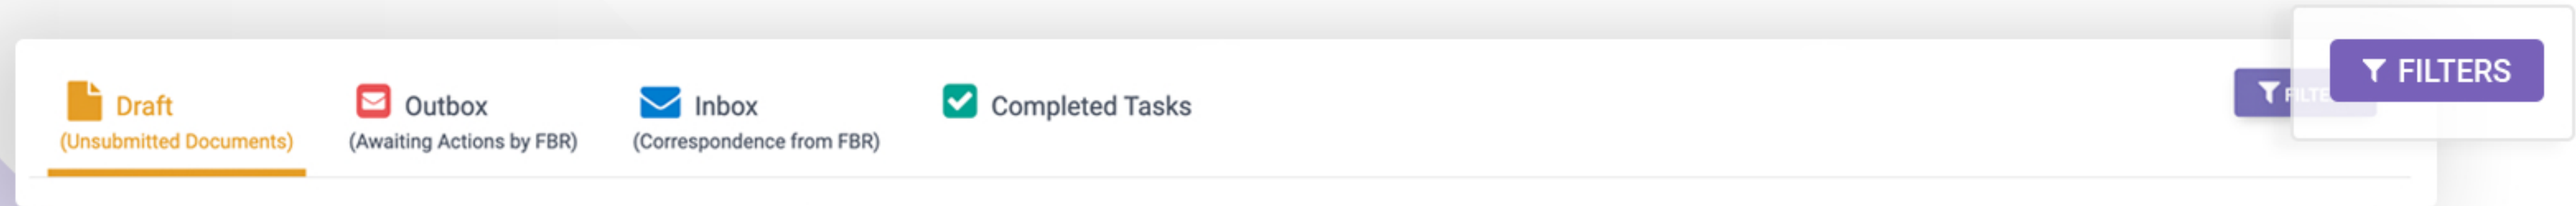 Draft
(Unsubmitted Documents)
Outbox
(Awaiting Actions by FBR)
Inbox
(Correspondence from FBR)
Completed Tasks
FILTERS